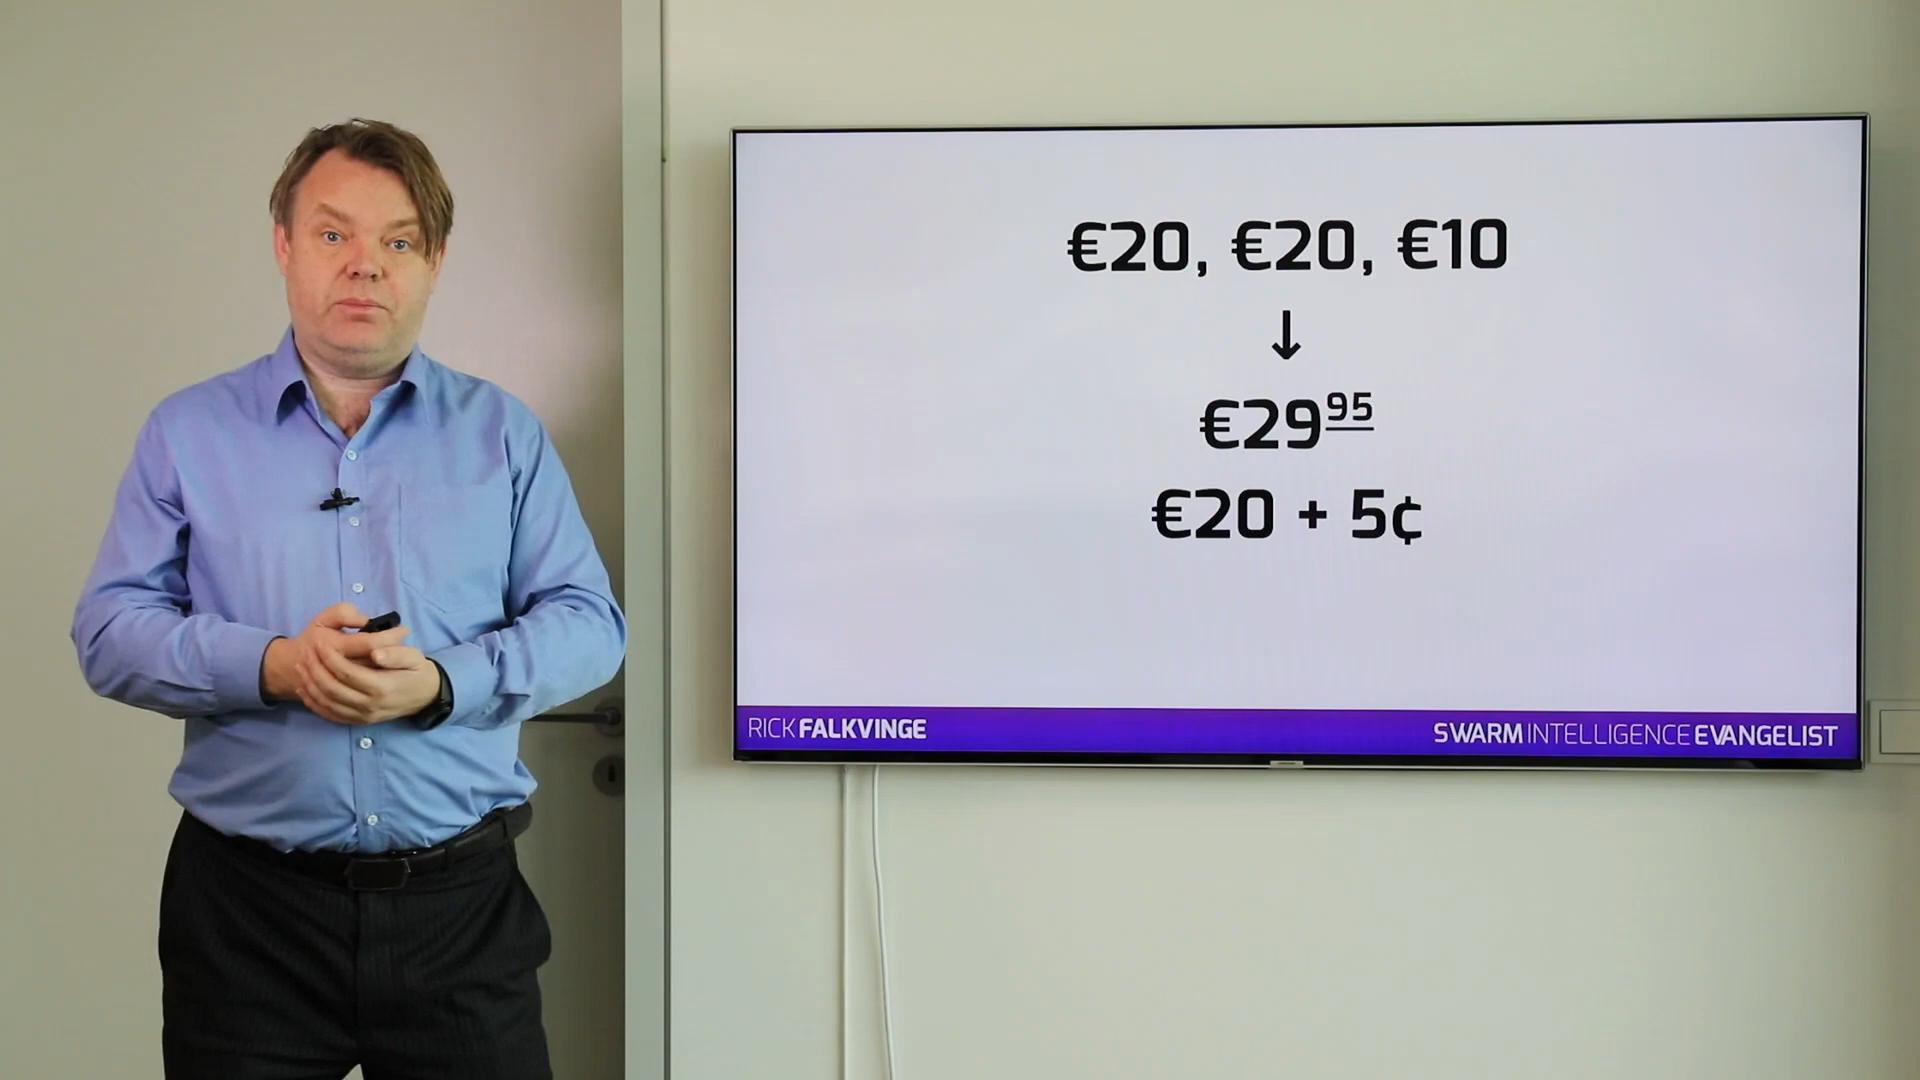 €20, €20, €10
↓
€29⁹⁵
€20 + 5¢
RICK FALKVINGE
SWARM INTELLIGENCE EVANGELIST